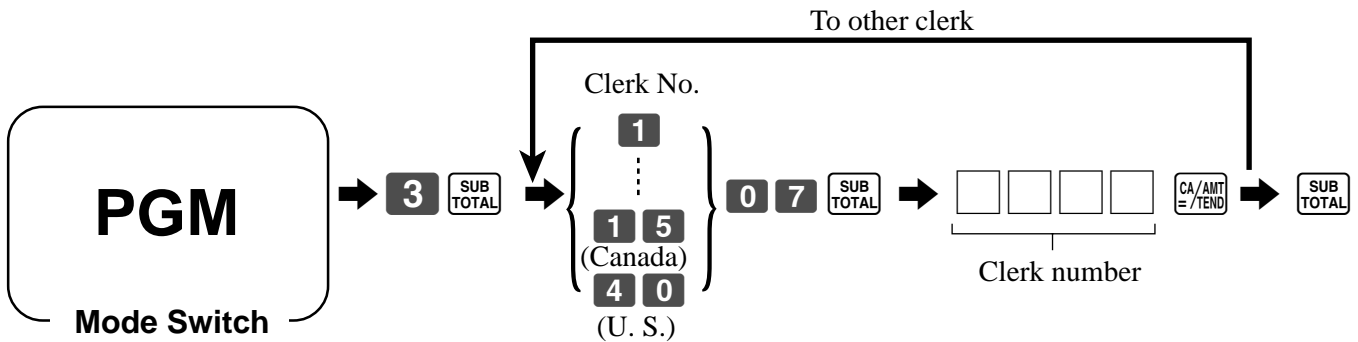 To other clerk
Clerk No.
1
PGM
3 SUB TOTAL
0 7 SUB TOTAL
CA/AMT = /TEND
SUB TOTAL
1 5
(Canada)
Clerk number
4 0
Mode Switch
(U. S.)